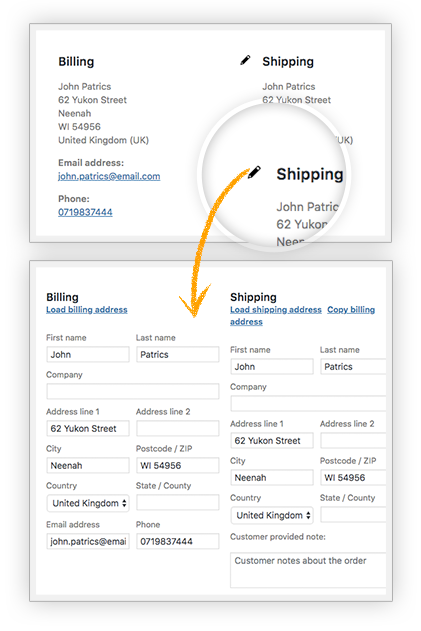 Billing
John Patrics
62 Yukon Street
Neenah
WI 54956
United Kingdom (UK)
Email address:
john.patrics@email.com
Phone:
0719837444
Shipping
John Patrics
62 Yukon Street
UK)
Shipping
John Patric
62 Yukon
Neen
Billing
Load billing address
First name
Last name
John
Patrics
Company
Address line 1
Address line 2
62 Yukon Street
City
Postcode / ZIP
Neenah
WI 54956
Country
State / County
United Kingdom
Email address
Phone
john.patrics@emai
0719837444
Shipping
Load shipping address Copy billing
address
First name
Last name
John
Patrics
Company
Address line 1
Address line 2
62 Yukon Street
City
Postcode / ZIP
Neenah
WI 54956
Country
State / County
United Kingdom
Customer provided note:
Customer notes about the order